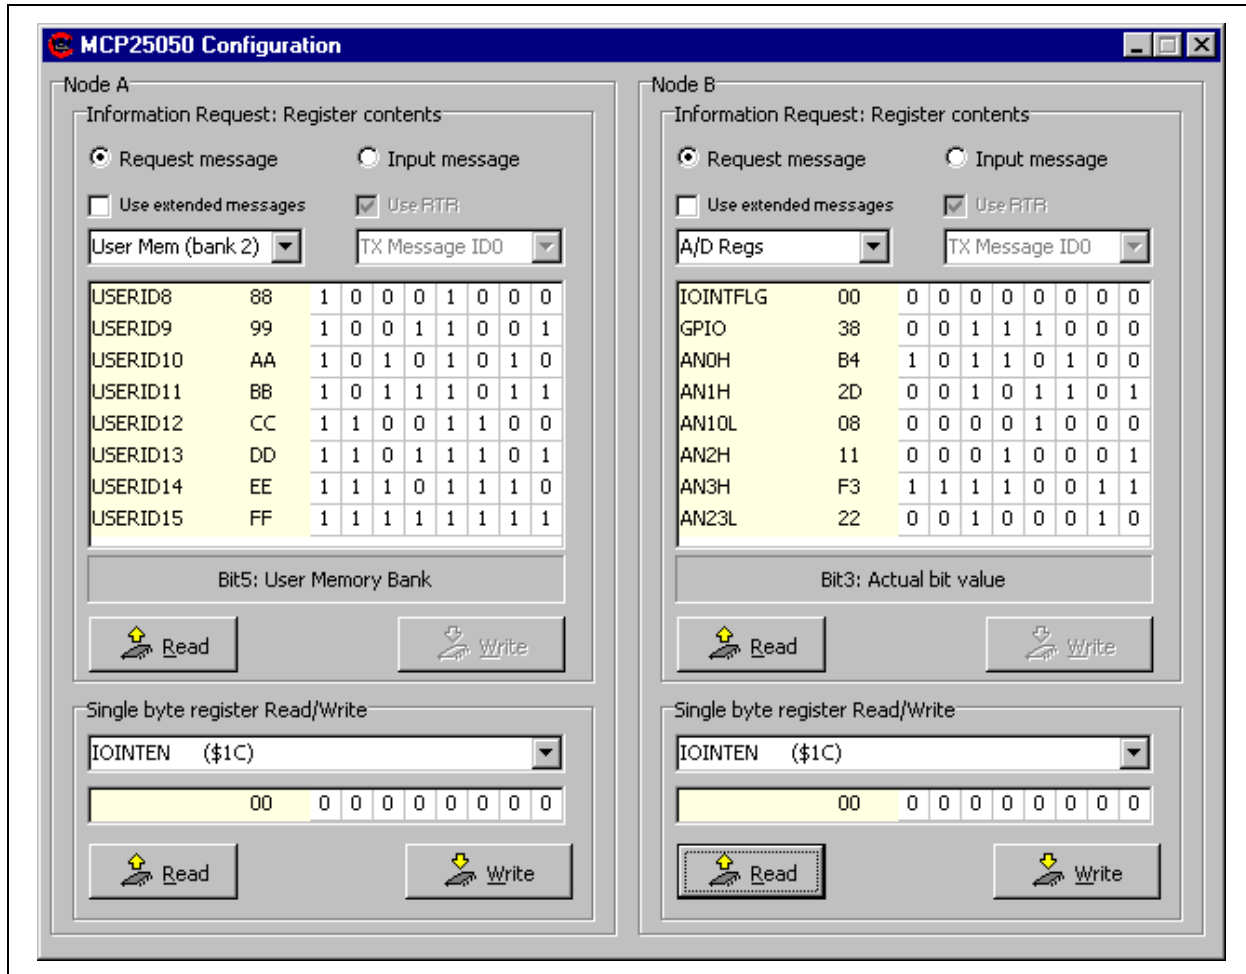 MCP25050 Configuration
Node A
Information Request: Register contents
Request message Input message
Use extended messages Use RTR
User Mem (bank 2) TX Message ID0
USERID8 88 1 0 0 0 1 0 0 0
USERID9 99 1 0 0 1 1 0 0 1
USERID10 AA 1 0 1 0 1 0 1 0
USERID11 BB 1 0 1 1 1 0 1 1
USERID12 CC 1 1 0 0 1 1 0 0
USERID13 DD 1 1 0 1 1 1 0 1
USERID14 EE 1 1 1 0 1 1 1 0
USERID15 FF 1 1 1 1 1 1 1 1
Bit5: User Memory Bank
Read Write
Single byte register Read/Write
IOINTEN ($1C)
00 0 0 0 0 0 0 0 0
Read Write
Node B
Information Request: Register contents
Request message Input message
Use extended messages Use RTR
A/D Regs TX Message ID0
IOINTFLG 00 0 0 0 0 0 0 0 0
GPIO 38 0 0 1 1 1 0 0 0
AN0H B4 1 0 1 1 0 1 0 0
AN1H 2D 0 0 1 0 1 1 0 1
AN10L 08 0 0 0 0 1 0 0 0
AN2H 11 0 0 0 1 0 0 0 1
AN3H F3 1 1 1 1 0 0 1 1
AN23L 22 0 0 1 0 0 0 1 0
Bit3: Actual bit value
Read Write
Single byte register Read/Write
IOINTEN ($1C)
00 0 0 0 0 0 0 0 0
Read Write